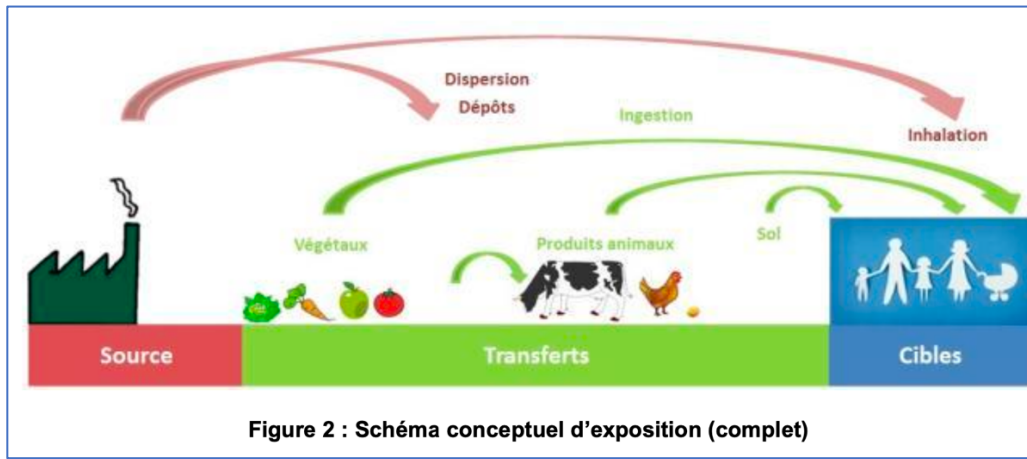 Dispersion
Dépôts
Ingestion
Inhalation
Végétaux
Produits animaux
Sol
Source
Transferts
Cibles
Figure 2 : Schéma conceptuel d’exposition (complet)